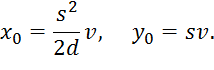 x₀ = s²/2d v, y₀ = sv.